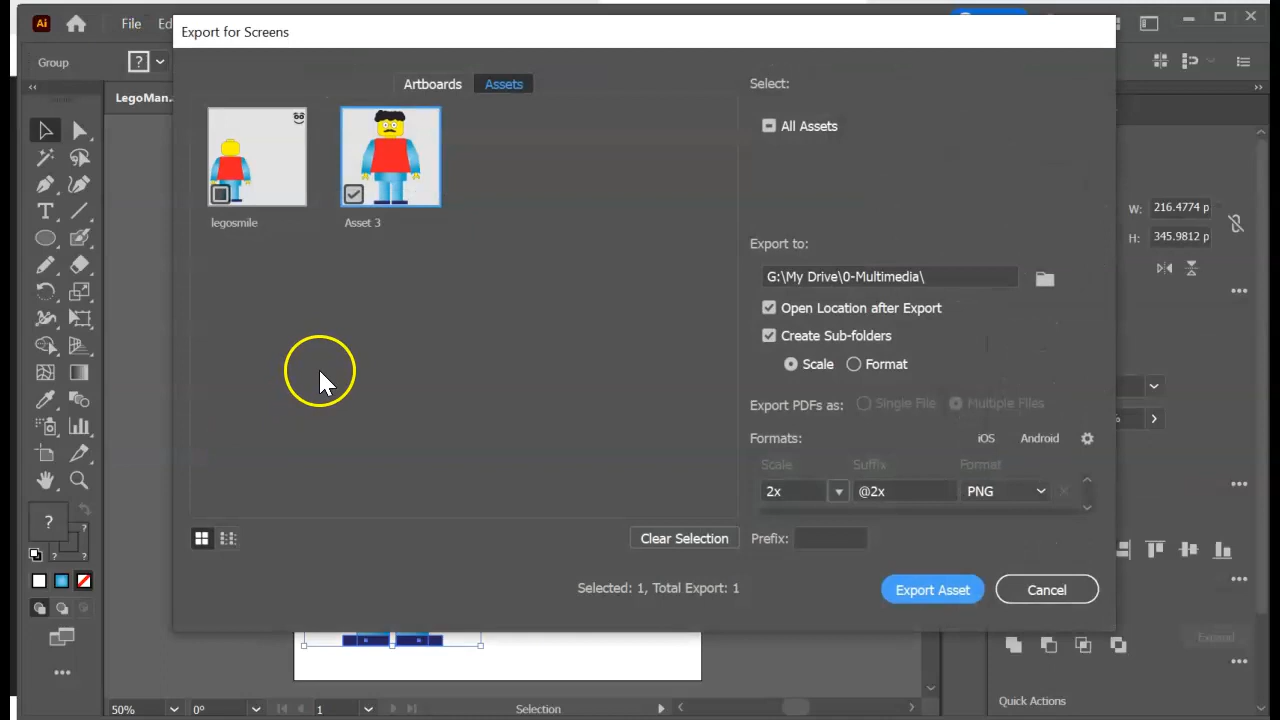 Ai
File
Ed
Export for Screens
Group
?
LegoMan.
Artboards
Assets
Select:
All Assets
legosmile
Asset 3
W:
216.4774 p
H:
345.9812 p
Export to:
G:\My Drive\0-Multimedia\
Open Location after Export
Create Sub-folders
Scale
Format
Export PDFs as:
Single File
Multiple Files
Formats:
iOS
Android
Scale
Suffix
Format
2x
@2x
PNG
Clear Selection
Prefix:
Selected: 1, Total Export: 1
Export Asset
Cancel
?
?
?
Expand
Quick Actions
50%
0°
1
Selection